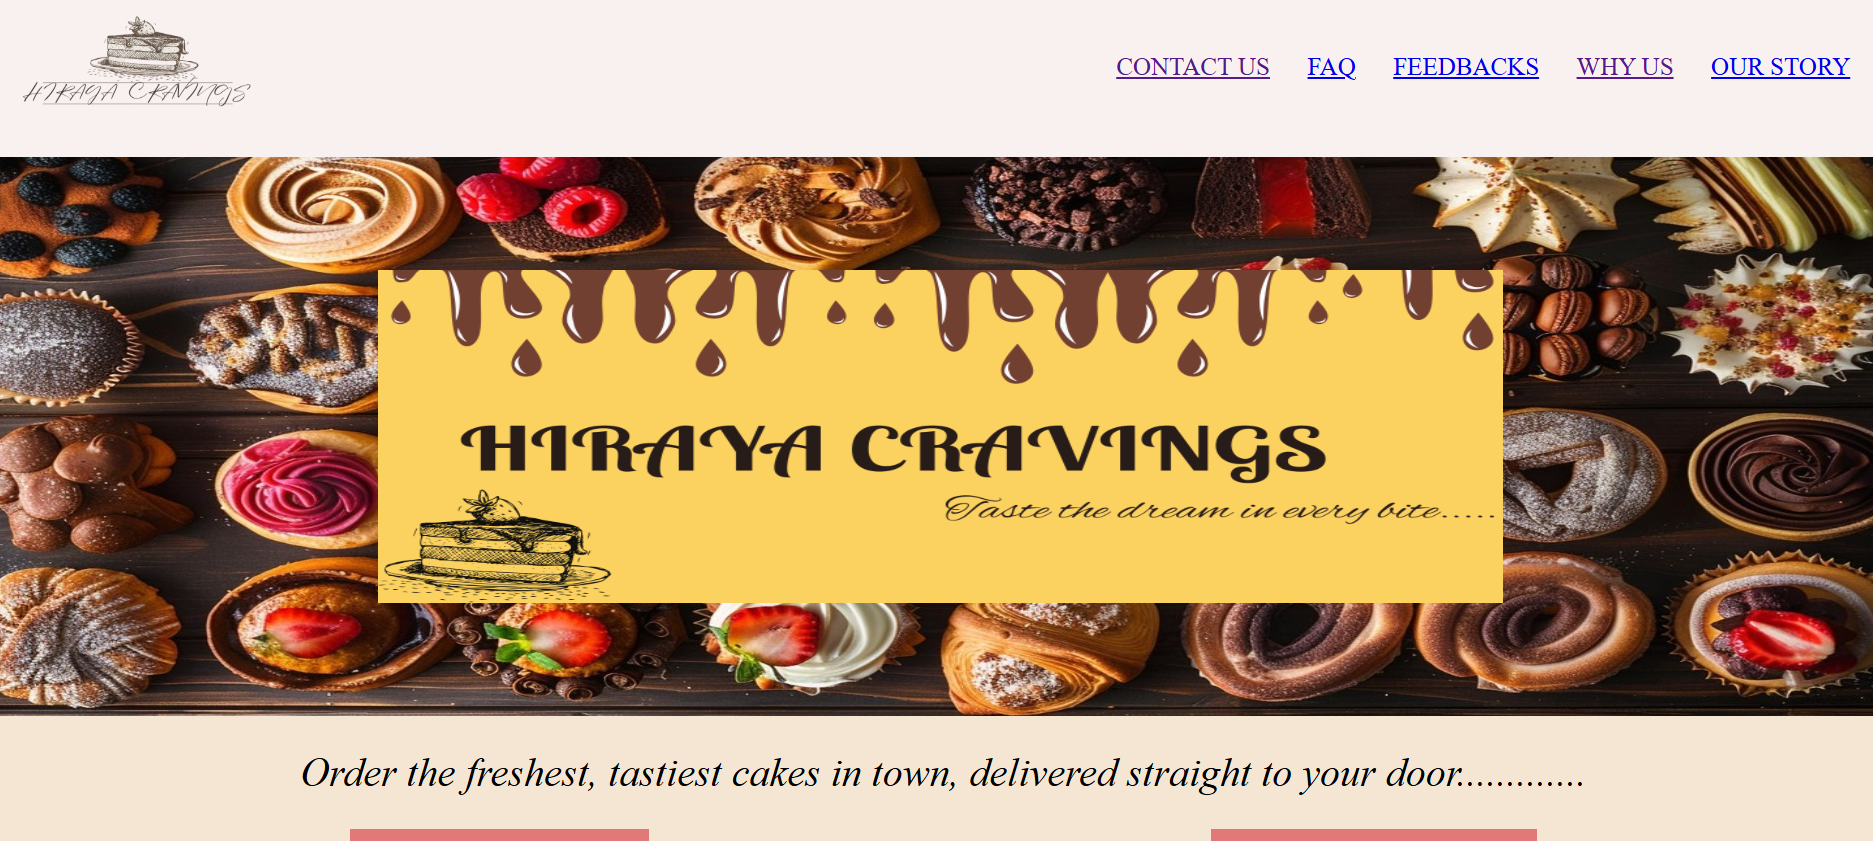 HIRAYA CRAVINGS
CONTACT US FAQ FEEDBACKS WHY US OUR STORY
HIRAYA CRAVINGS
Taste the dream in every bite.....
Order the freshest, tastiest cakes in town, delivered straight to your door.............